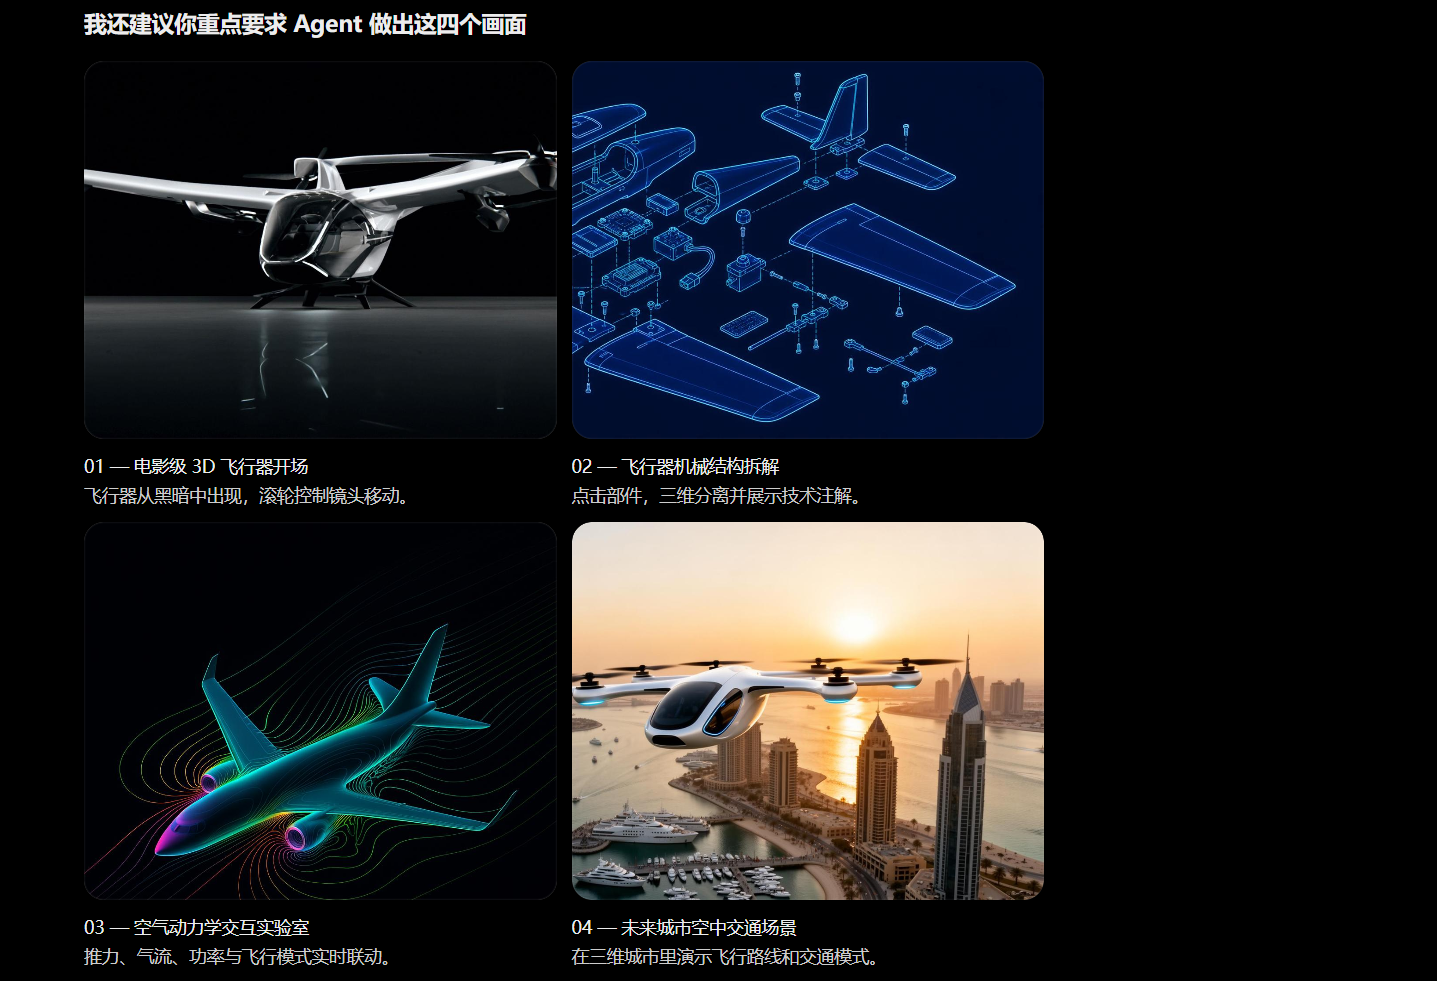 我还建议你重点要求 Agent 做出这四个画面
01 — 电影级 3D 飞行器开场
飞行器从黑暗中出现，滚轮控制镜头移动。
02 — 飞行器机械结构拆解
点击部件，三维分离并展示技术注解。
03 — 空气动力学交互实验室
推力、气流、功率与飞行模式实时联动。
04 — 未来城市空中交通场景
在三维城市里演示飞行路线和交通模式。